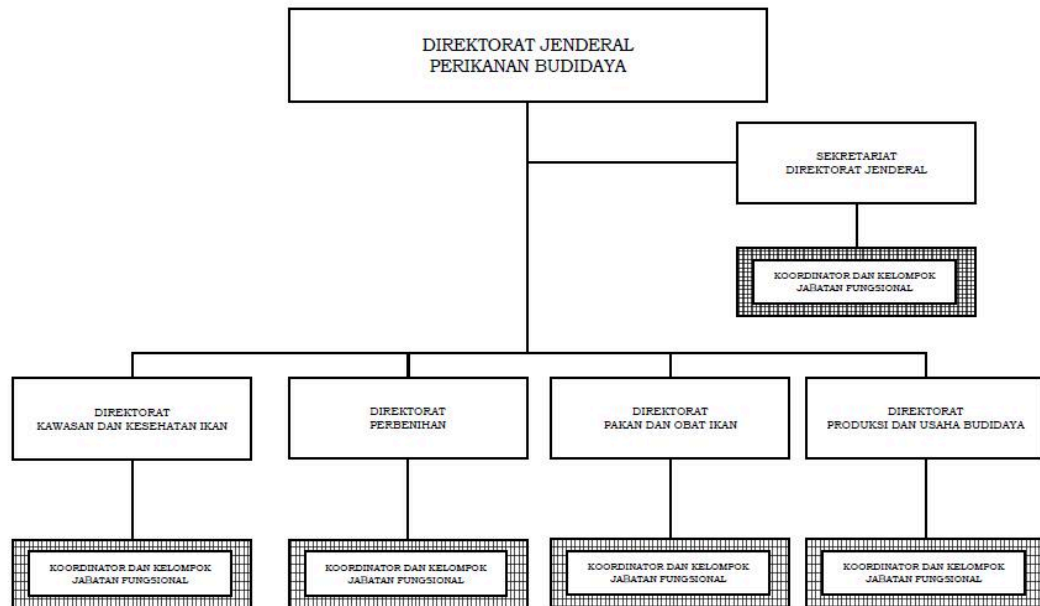 DIREKTORAT JENDERAL
PERIKANAN BUDIDAYA
SEKRETARIAT
DIREKTORAT JENDERAL
KOORDINATOR DAN KELOMPOK
JABATAN FUNGSIONAL
DIREKTORAT
KAWASAN DAN KESEHATAN IKAN
DIREKTORAT
PERBENIHAN
DIREKTORAT
PAKAN DAN OBAT IKAN
DIREKTORAT
PRODUKSI DAN USAHA BUDIDAYA
KOORDINATOR DAN KELOMPOK
JABATAN FUNGSIONAL
KOORDINATOR DAN KELOMPOK
JABATAN FUNGSIONAL
KOORDINATOR DAN KELOMPOK
JABATAN FUNGSIONAL
KOORDINATOR DAN KELOMPOK
JABATAN FUNGSIONAL